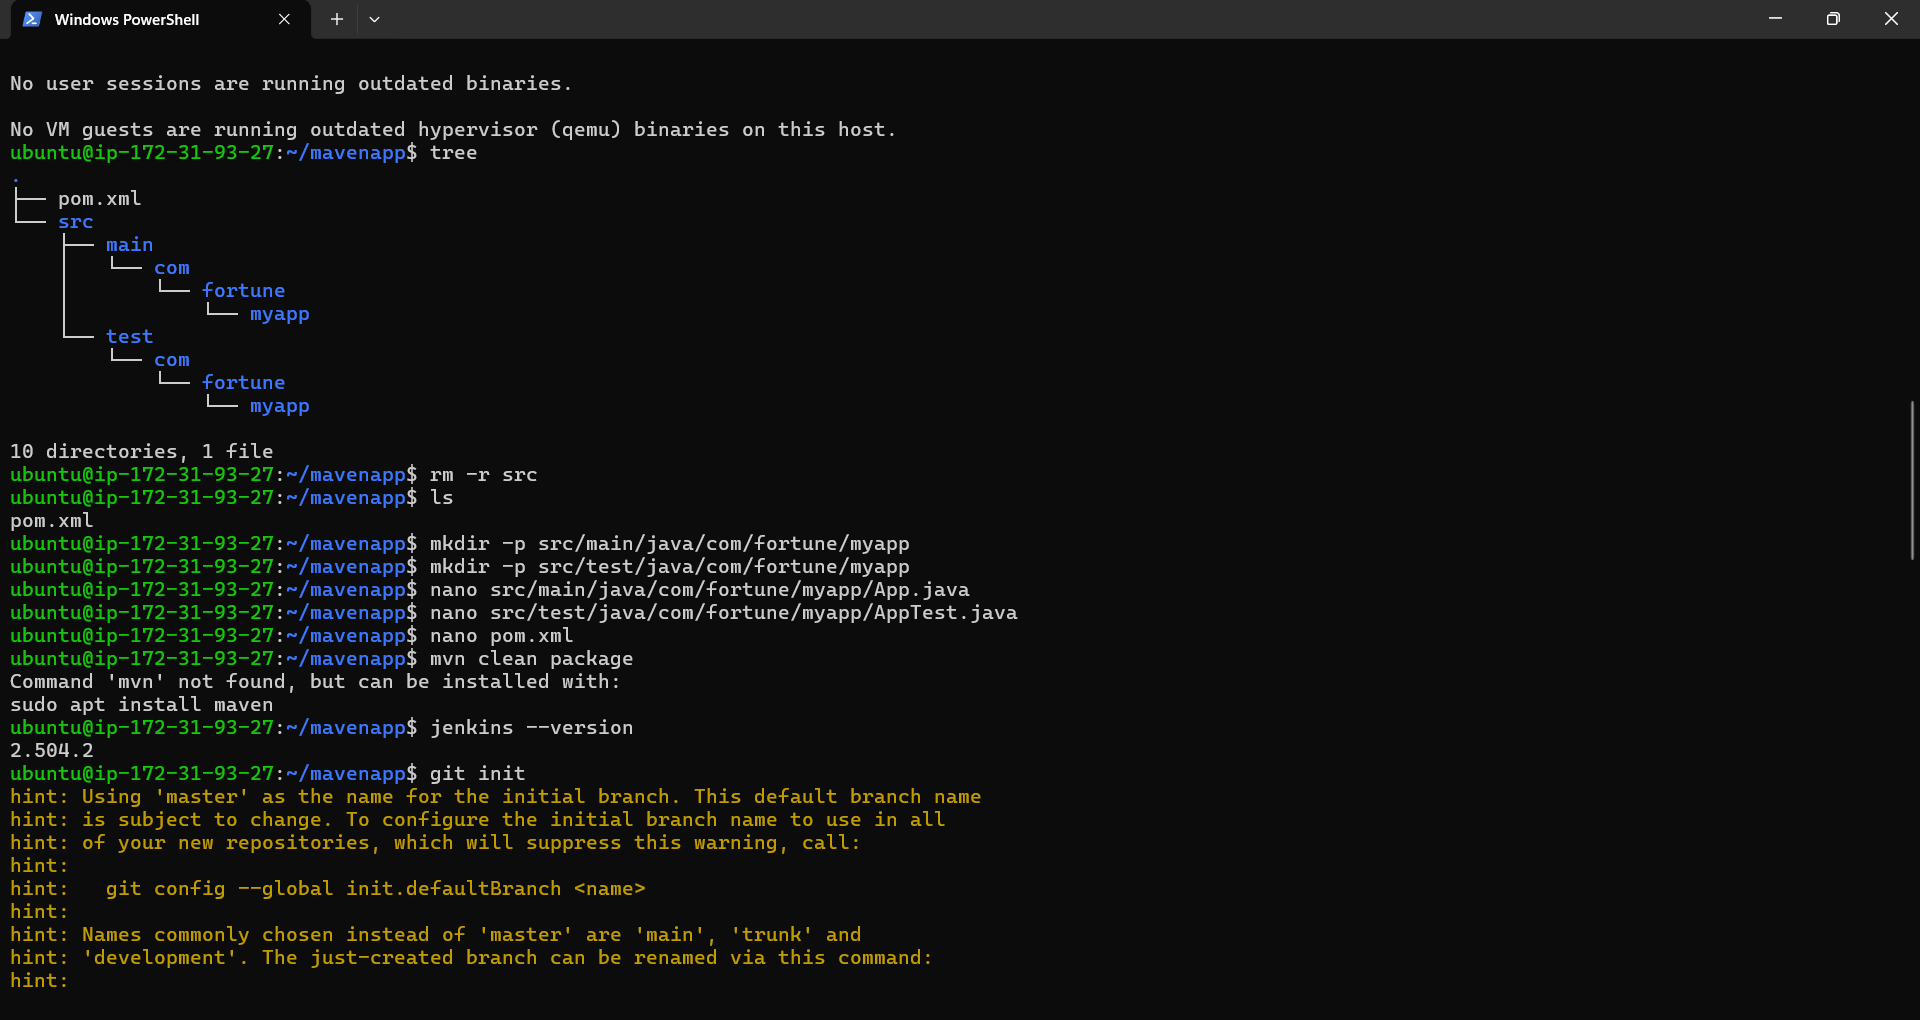 Windows PowerShell
No user sessions are running outdated binaries.
No VM guests are running outdated hypervisor (qemu) binaries on this host.
ubuntu@ip-172-31-93-27:~/mavenapp$ tree
.
├── pom.xml
└── src
    ├── main
    │   └── com
    │       └── fortune
    │           └── myapp
    └── test
        └── com
            └── fortune
                └── myapp
10 directories, 1 file
ubuntu@ip-172-31-93-27:~/mavenapp$ rm -r src
ubuntu@ip-172-31-93-27:~/mavenapp$ ls
pom.xml
ubuntu@ip-172-31-93-27:~/mavenapp$ mkdir -p src/main/java/com/fortune/myapp
ubuntu@ip-172-31-93-27:~/mavenapp$ mkdir -p src/test/java/com/fortune/myapp
ubuntu@ip-172-31-93-27:~/mavenapp$ nano src/main/java/com/fortune/myapp/App.java
ubuntu@ip-172-31-93-27:~/mavenapp$ nano src/test/java/com/fortune/myapp/AppTest.java
ubuntu@ip-172-31-93-27:~/mavenapp$ nano pom.xml
ubuntu@ip-172-31-93-27:~/mavenapp$ mvn clean package
Command 'mvn' not found, but can be installed with:
sudo apt install maven
ubuntu@ip-172-31-93-27:~/mavenapp$ jenkins --version
2.504.2
ubuntu@ip-172-31-93-27:~/mavenapp$ git init
hint: Using 'master' as the name for the initial branch. This default branch name
hint: is subject to change. To configure the initial branch name to use in all
hint: of your new repositories, which will suppress this warning, call:
hint:
hint:   git config --global init.defaultBranch <name>
hint:
hint: Names commonly chosen instead of 'master' are 'main', 'trunk' and
hint: 'development'. The just-created branch can be renamed via this command:
hint: